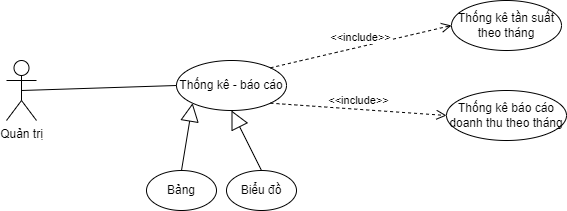 Thống kê tần suất
theo tháng
<<include>>
Thống kê - báo cáo
<<include>>
Thống kê báo cáo
doanh thu theo tháng
Quản trị
Bảng
Biểu đồ